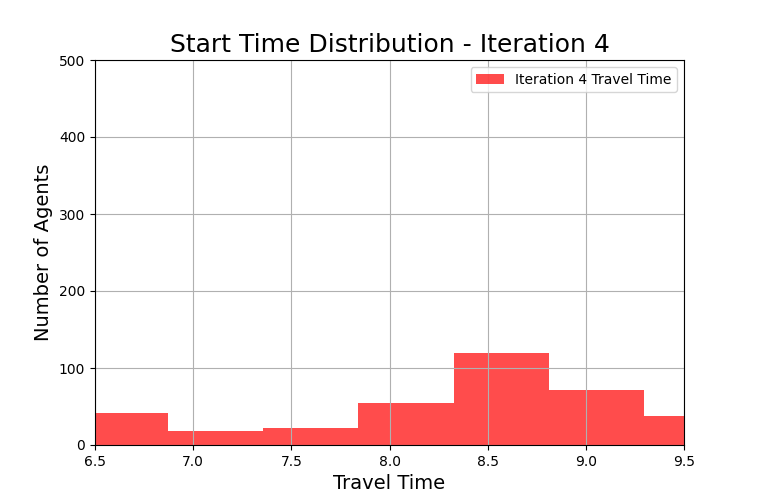 Start Time Distribution - Iteration 4
Iteration 4 Travel Time
Number of Agents
500
400
300
200
100
0
6.5 7.0 7.5 8.0 8.5 9.0 9.5
Travel Time